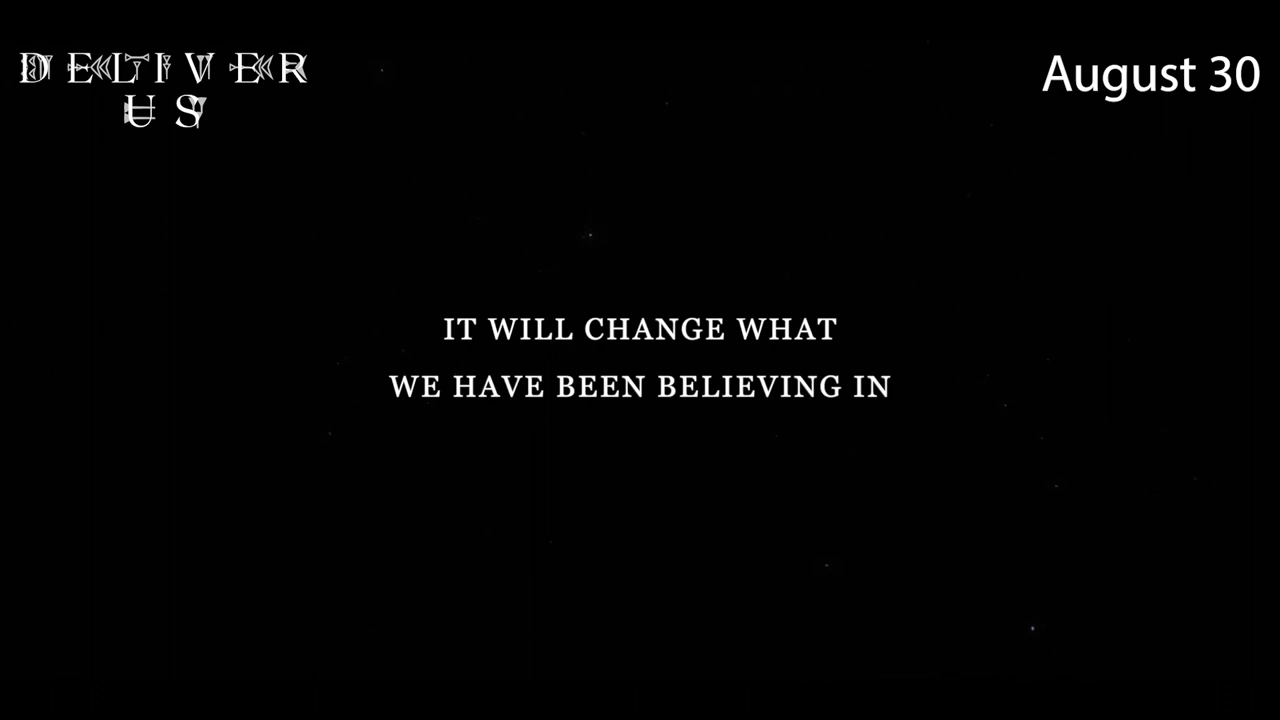 DELIVER
US
August 30
IT WILL CHANGE WHAT
WE HAVE BEEN BELIEVING IN